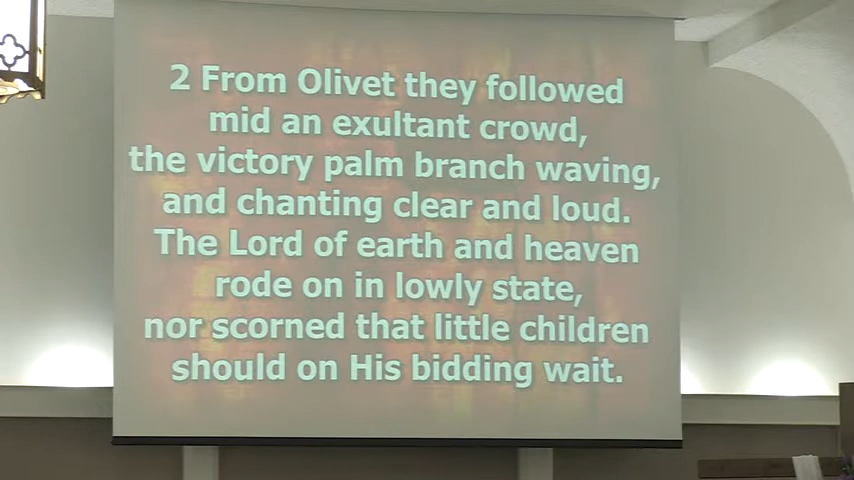 2 From Olivet they followed
mid an exultant crowd,
the victory palm branch waving,
and chanting clear and loud.
The Lord of earth and heaven
rode on in lowly state,
nor scorned that little children
should on His bidding wait.